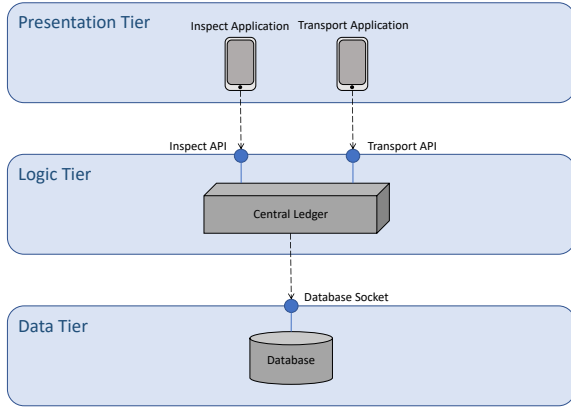 Presentation Tier
Inspect Application
Transport Application
Inspect API
Transport API
Logic Tier
Central Ledger
Database Socket
Data Tier
Database